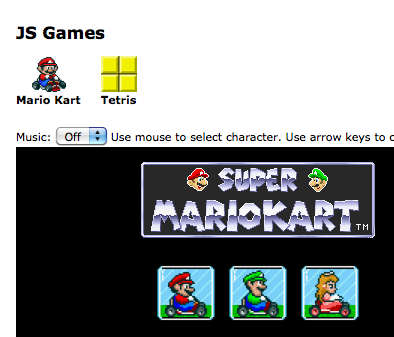 JS Games
Mario Kart Tetris
Music: Off Use mouse to select character. Use arrow keys to
SUPER
MARIOKART TM